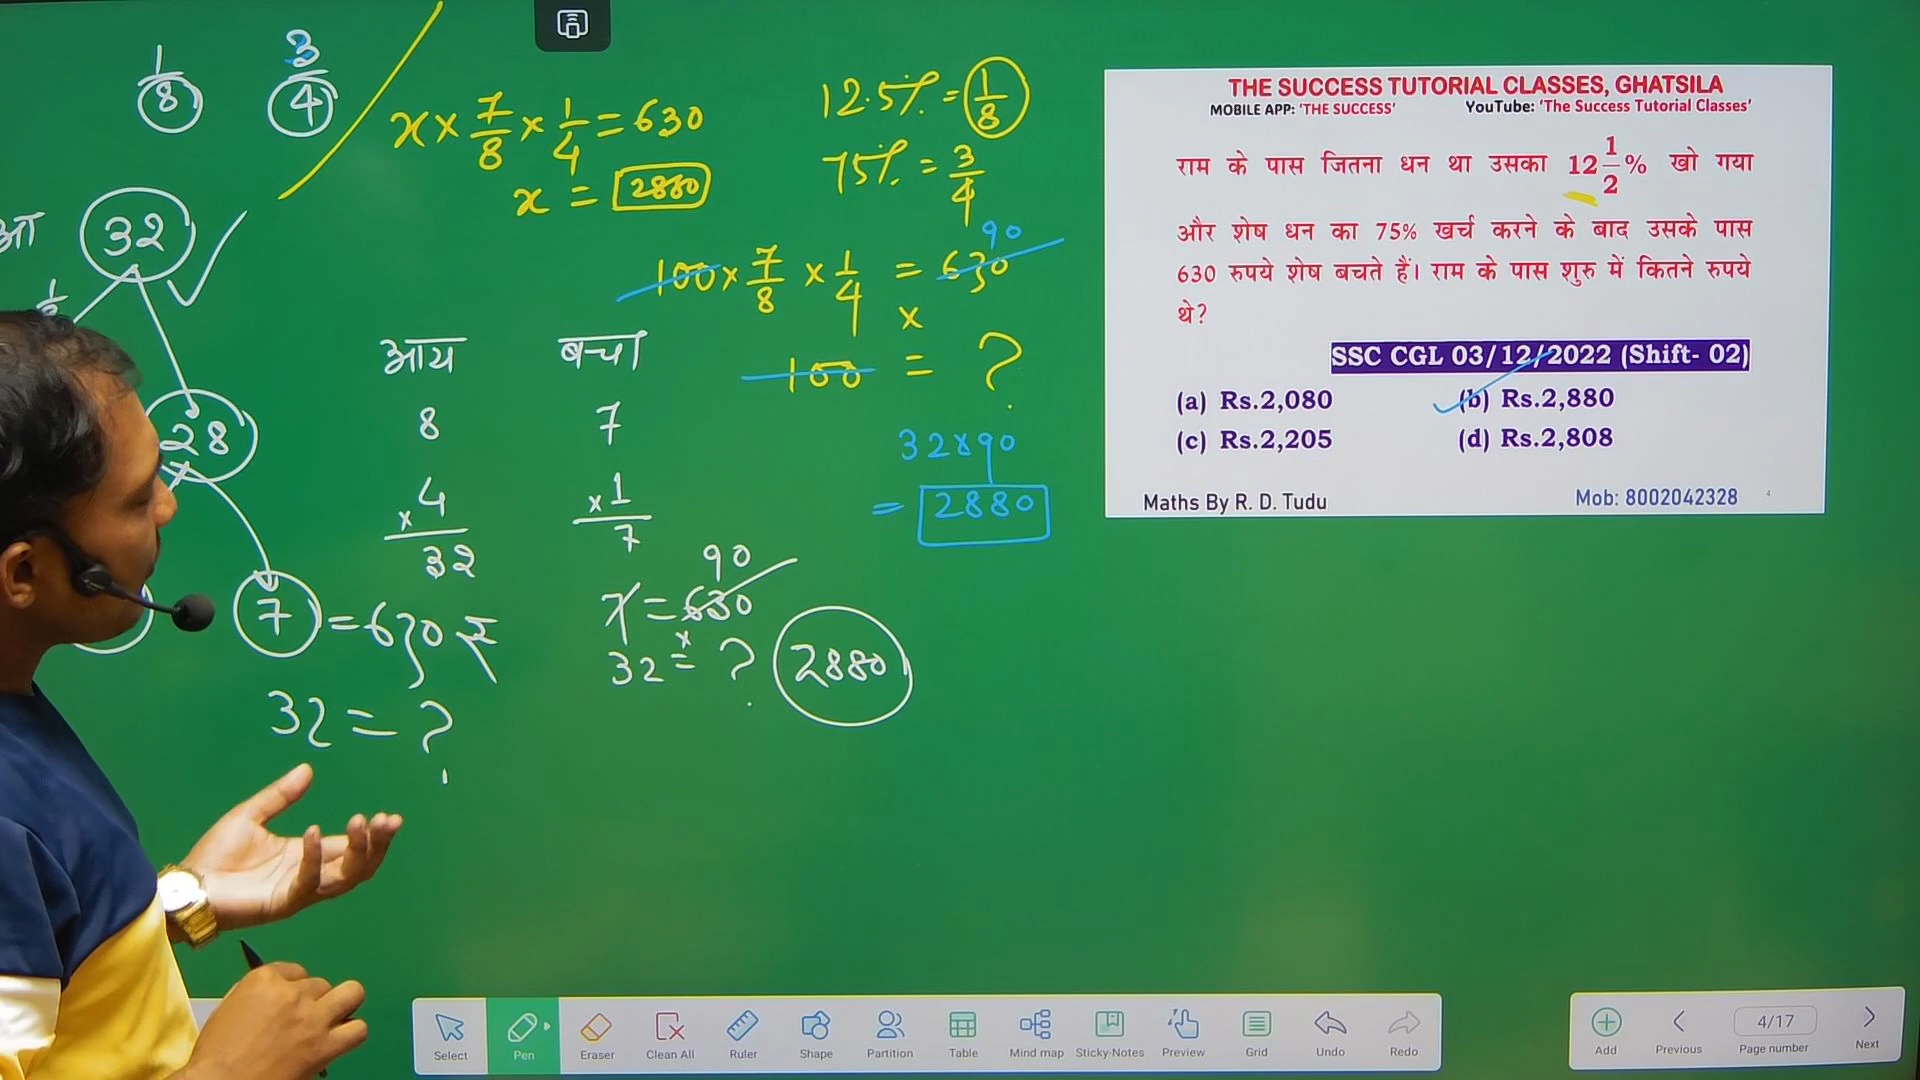 1/8 3/4
x × 7/8 × 1/4 = 630
x = 2880
12.5% = 1/8
75% = 3/4
32
28
7 = 630 ₹
32 = ?
आय बचा
8 7
×4 ×1
32 7
90
7 = 630
×
32 = ? 2880
90
100 × 7/8 × 1/4 = 630
×
100 = ?
32×90
= 2880
THE SUCCESS TUTORIAL CLASSES, GHATSILA
MOBILE APP: 'THE SUCCESS' YouTube: 'The Success Tutorial Classes'
राम के पास जितना धन था उसका 12 1/2 % खो गया
और शेष धन का 75% खर्च करने के बाद उसके पास
630 रुपये शेष बचते हैं। राम के पास शुरु में कितने रुपये
थे?
SSC CGL 03/12/2022 (Shift- 02)
(a) Rs.2,080 (b) Rs.2,880
(c) Rs.2,205 (d) Rs.2,808
Maths By R. D. Tudu Mob: 8002042328 4
Select Pen Eraser Clean All Ruler Shape Partition Table Mind map Sticky-Notes Preview Grid Undo Redo
Add Previous 4/17 Page number Next